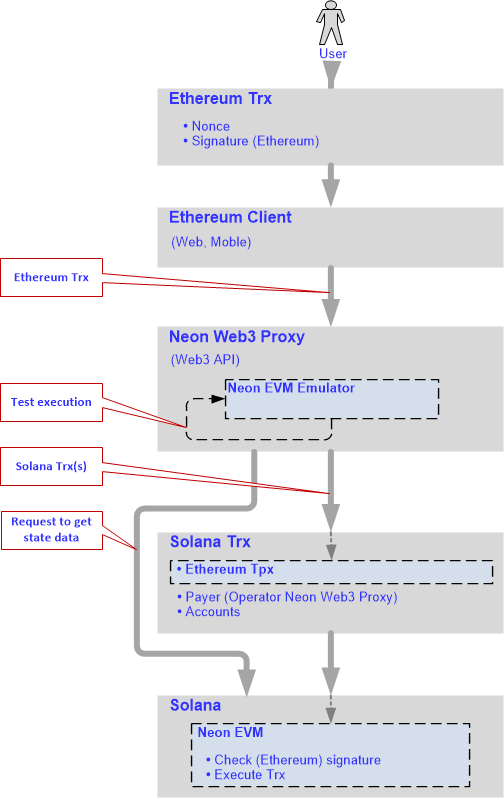 User
Ethereum Trx
• Nonce
• Signature (Ethereum)
Ethereum Client
(Web, Moble)
Ethereum Trx
Neon Web3 Proxy
(Web3 API)
Neon EVM Emulator
Test execution
Solana Trx(s)
Request to get
state data
Solana Trx
• Ethereum Tpx
• Payer (Operator Neon Web3 Proxy)
• Accounts
Solana
Neon EVM
• Check (Ethereum) signature
• Execute Trx